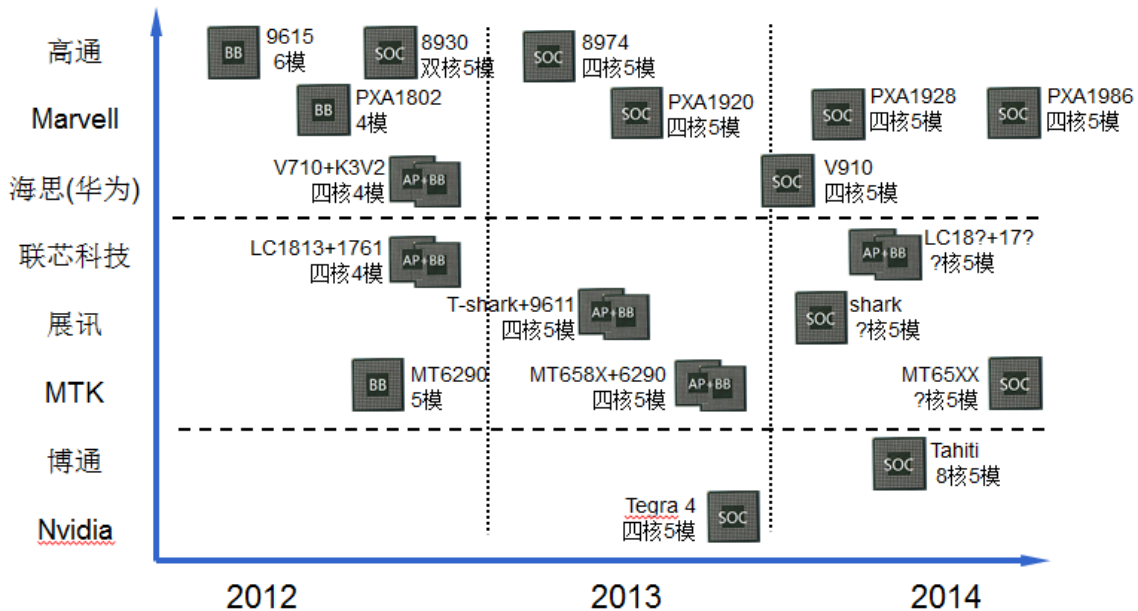 高通
BB
9615
6模
SOC
8930
双核5模
SOC
8974
四核5模
Marvell
BB
PXA1802
4模
SOC
PXA1920
四核5模
SOC
PXA1928
四核5模
SOC
PXA1986
四核5模
海思(华为)
V710+K3V2
四核4模
AP+BB
SOC
V910
四核5模
联芯科技
LC1813+1761
四核4模
AP+BB
AP+BB
LC18?+17?
?核5模
展讯
T-shark+9611
四核5模
AP+BB
SOC
shark
?核5模
MTK
BB
MT6290
5模
MT658X+6290
四核5模
AP+BB
MT65XX
?核5模
SOC
博通
SOC
Tahiti
8核5模
Nvidia
Tegra 4
四核5模
SOC
2012
2013
2014